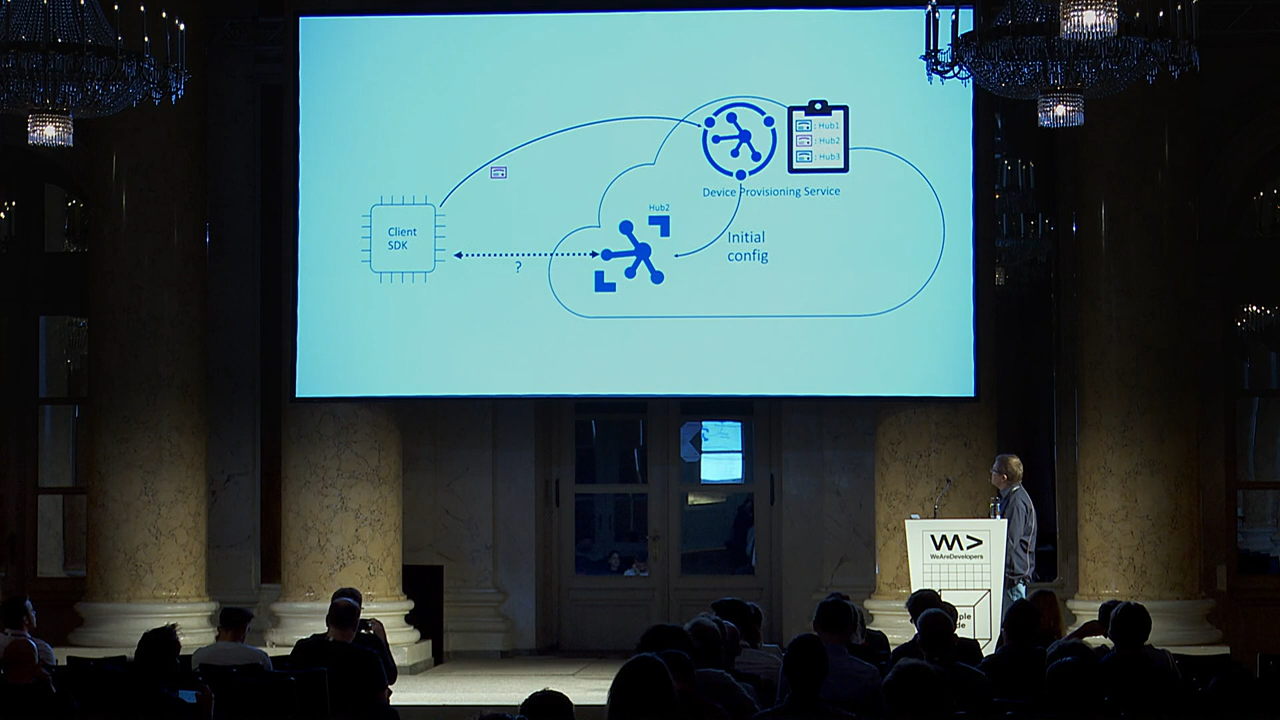 : Hub1
: Hub2
: Hub3
Device Provisioning Service
Hub2
Client
SDK
Initial
config
?
WeAreDevelopers